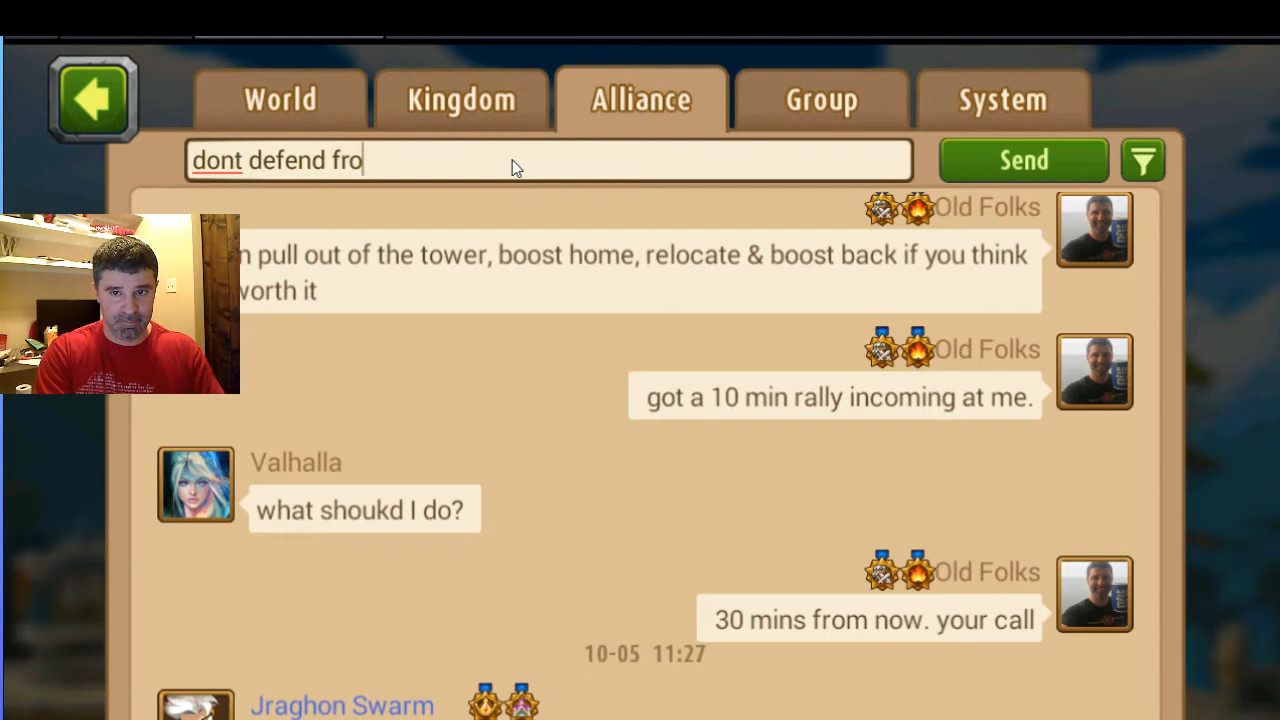 World
Kingdom
Alliance
Group
System
dont defend fro
Send
Old Folks
pull out of the tower, boost home, relocate & boost back if you think
worth it
Old Folks
got a 10 min rally incoming at me.
Valhalla
what shoukd I do?
Old Folks
30 mins from now. your call
10-05 11:27
Jraghon Swarm